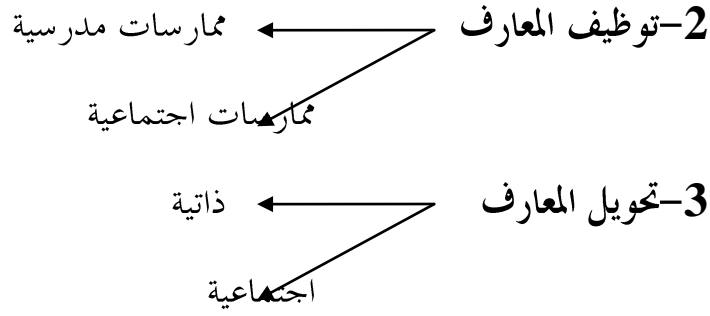 2–توظيف المعارف ممارسات مدرسية
ممارسات اجتماعية
3–تحويل المعارف ذاتية
اجتماعية